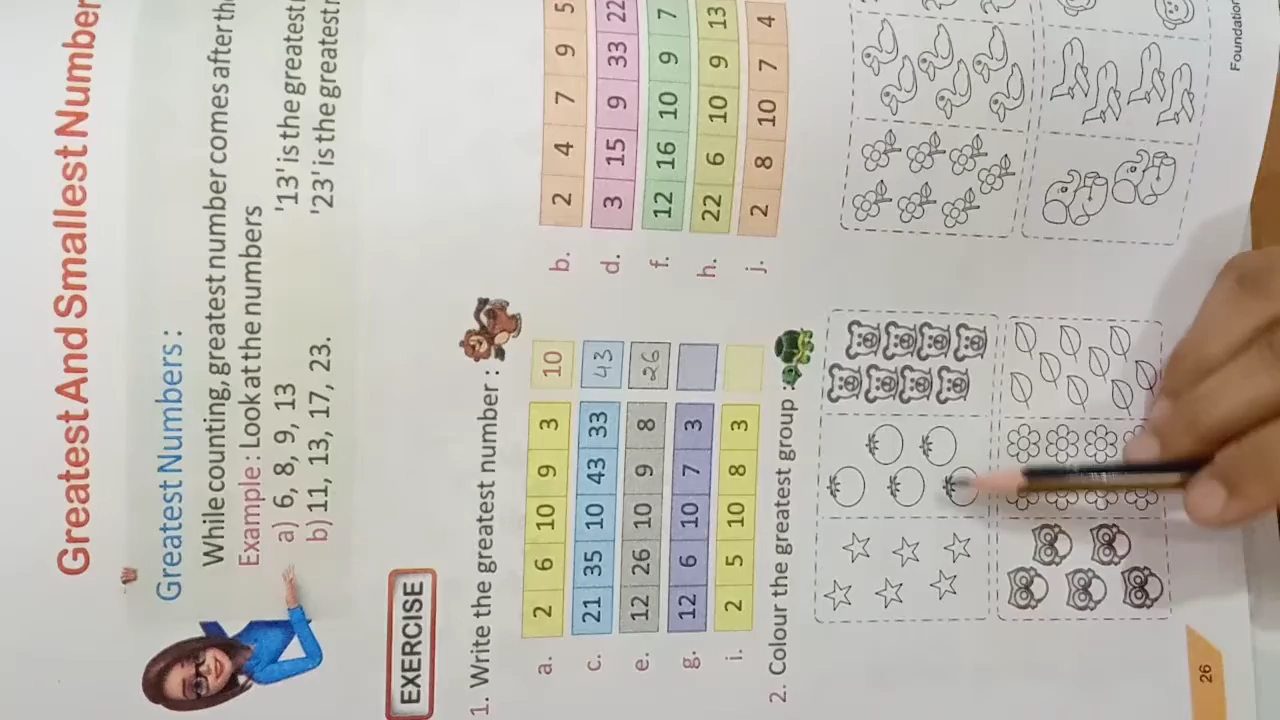 Greatest And Smallest Number
Greatest Numbers :
While counting, greatest number comes after th
Example : Look at the numbers
a) 6, 8, 9, 13 '13' is the greatest
b) 11, 13, 17, 23. '23' is the greatest
EXERCISE
1. Write the greatest number :
a. 2 6 10 9 3 10
b. 2 4 7 9 5
c. 21 35 10 43 33 43
d. 3 15 9 33 22
e. 12 26 10 9 8 26
f. 12 16 10 9 7
g. 12 6 10 7 3
h. 22 6 10 9 13
i. 2 5 10 8 3
j. 2 8 10 7 4
2. Colour the greatest group :
26
Foundation